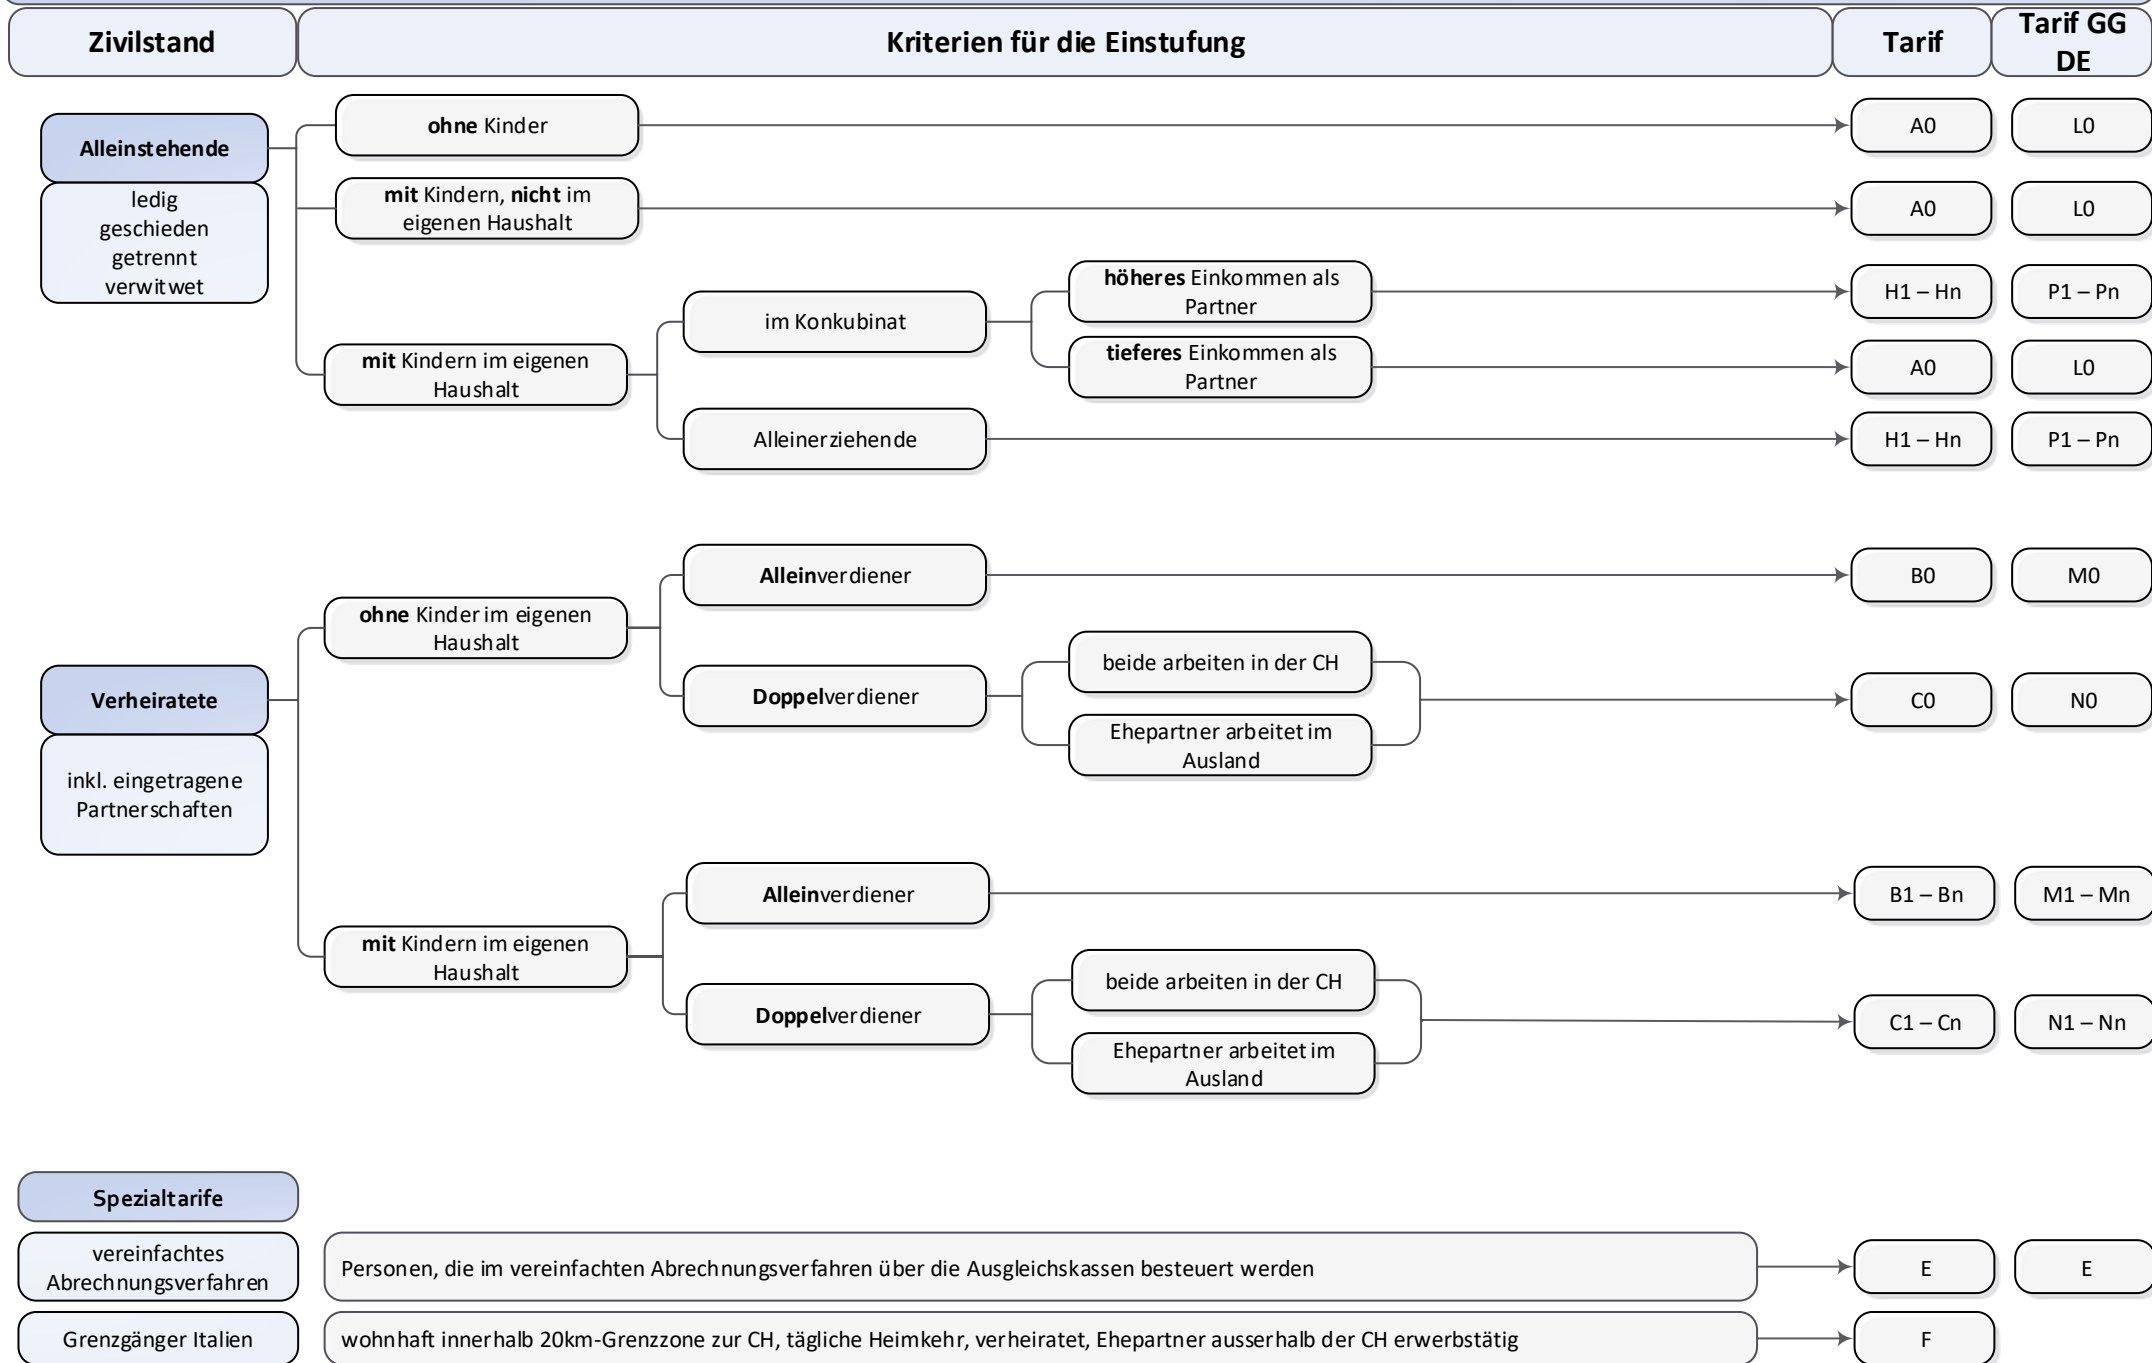 Zivilstand
Kriterien für die Einstufung
Tarif
Tarif GG
DE
Alleinstehende
ledig
geschieden
getrennt
verwitwet
ohne Kinder
A0
L0
mit Kindern, nicht im
eigenen Haushalt
A0
L0
mit Kindern im eigenen
Haushalt
im Konkubinat
höheres Einkommen als
Partner
H1 – Hn
P1 – Pn
tieferes Einkommen als
Partner
A0
L0
Alleinerziehende
H1 – Hn
P1 – Pn
Verheiratete
inkl. eingetragene
Partnerschaften
ohne Kinder im eigenen
Haushalt
Alleinverdiener
B0
M0
Doppelverdiener
beide arbeiten in der CH
Ehepartner arbeitet im
Ausland
C0
N0
mit Kindern im eigenen
Haushalt
Alleinverdiener
B1 – Bn
M1 – Mn
Doppelverdiener
beide arbeiten in der CH
Ehepartner arbeitet im
Ausland
C1 – Cn
N1 – Nn
Spezialtarife
vereinfachtes
Abrechnungsverfahren
Personen, die im vereinfachten Abrechnungsverfahren über die Ausgleichskassen besteuert werden
E
E
Grenzgänger Italien
wohnhaft innerhalb 20km-Grenzzone zur CH, tägliche Heimkehr, verheiratet, Ehepartner ausserhalb der CH erwerbstätig
F